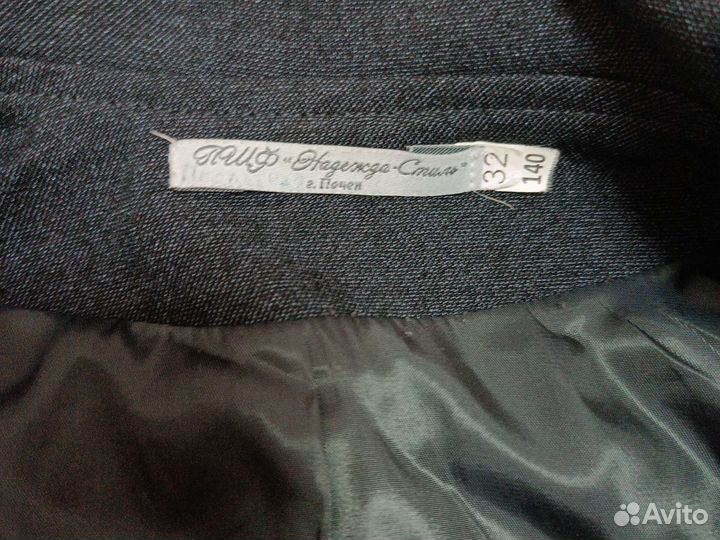 ПШФ "Надежда-Стиль"
г. Почеп
32
140
Avito